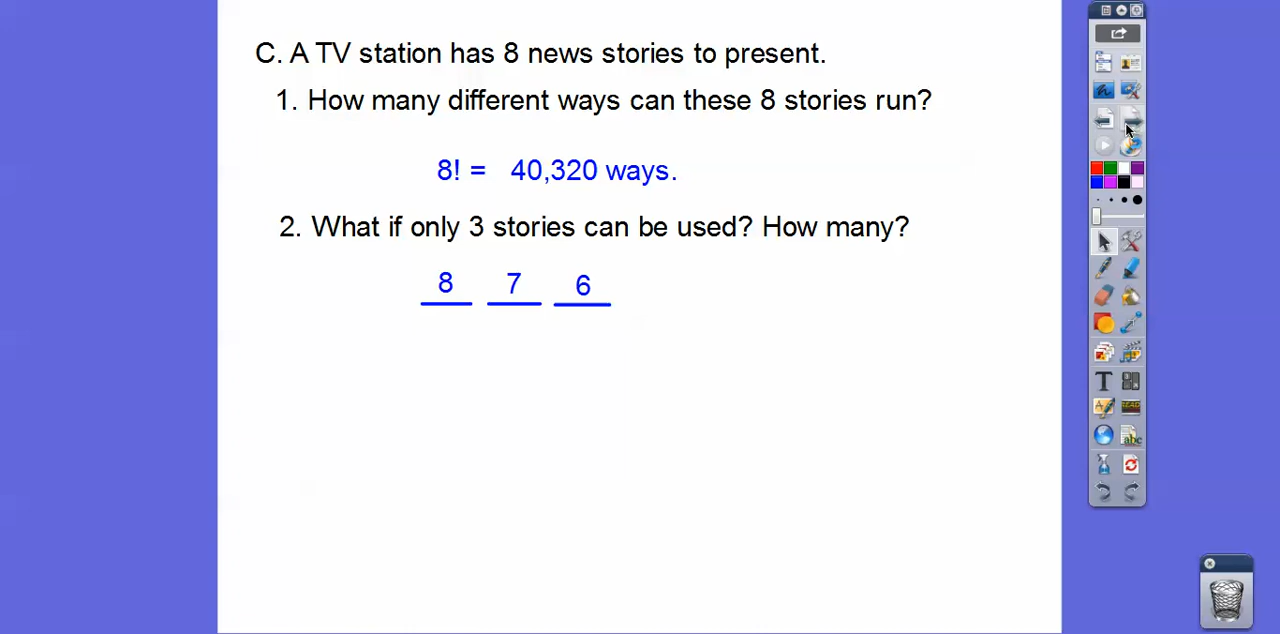 C. A TV station has 8 news stories to present.
1. How many different ways can these 8 stories run?
8! = 40,320 ways.
2. What if only 3 stories can be used? How many?
8 7 6